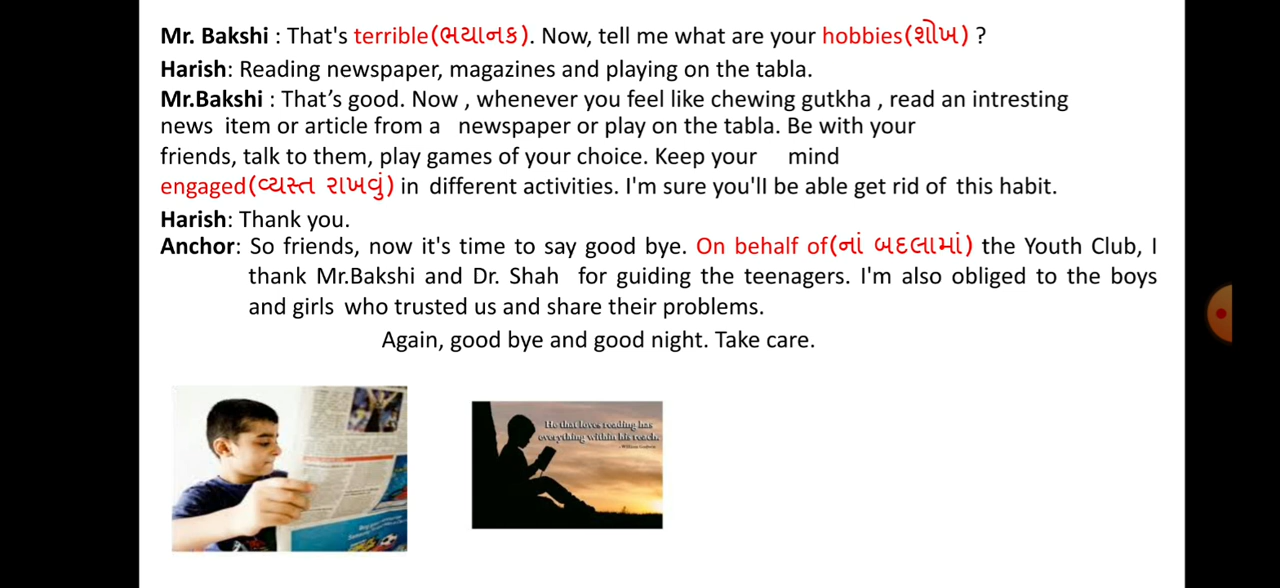 Mr. Bakshi : That's terrible(ભયાનક). Now, tell me what are your hobbies(શોખ) ?
Harish: Reading newspaper, magazines and playing on the tabla.
Mr.Bakshi : That’s good. Now , whenever you feel like chewing gutkha , read an intresting
news item or article from a newspaper or play on the tabla. Be with your
friends, talk to them, play games of your choice. Keep your mind
engaged(વ્યસ્ત રાખવું) in different activities. I'm sure you'll be able get rid of this habit.
Harish: Thank you.
Anchor: So friends, now it's time to say good bye. On behalf of(નાં બદલામાં) the Youth Club, I
thank Mr.Bakshi and Dr. Shah for guiding the teenagers. I'm also obliged to the boys
and girls who trusted us and share their problems.
Again, good bye and good night. Take care.
He that loves reading has
everything within his reach.
- William Godwin